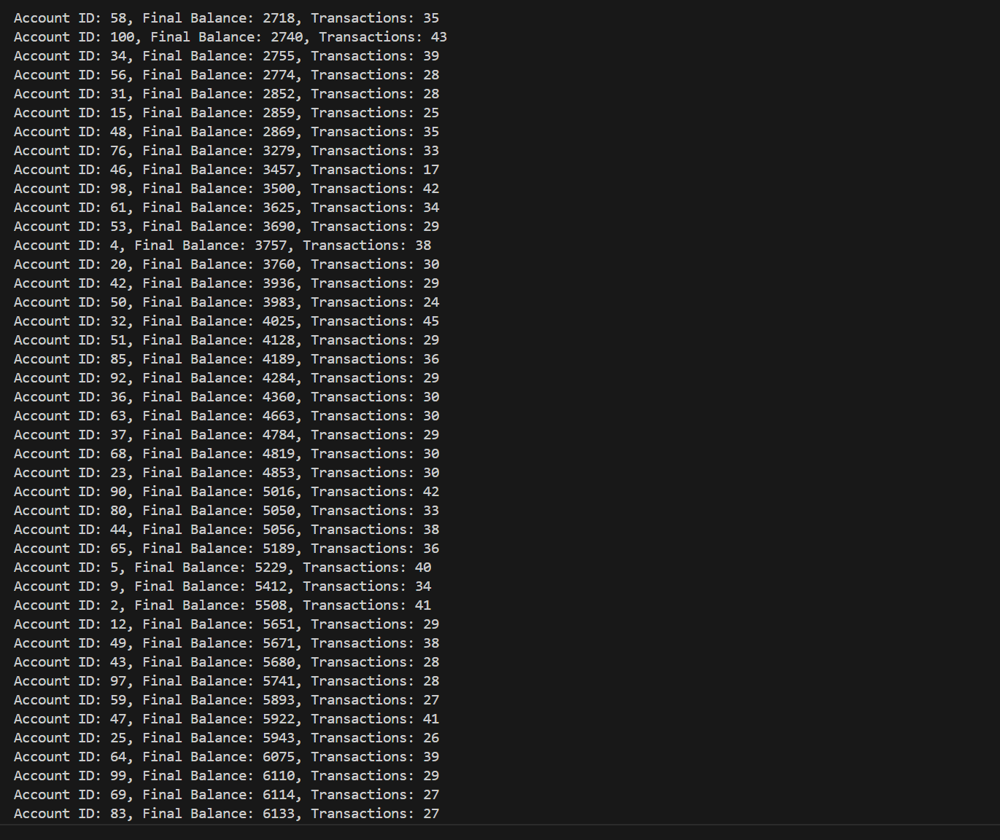 Account ID: 58, Final Balance: 2718, Transactions: 35
Account ID: 100, Final Balance: 2740, Transactions: 43
Account ID: 34, Final Balance: 2755, Transactions: 39
Account ID: 56, Final Balance: 2774, Transactions: 28
Account ID: 31, Final Balance: 2852, Transactions: 28
Account ID: 15, Final Balance: 2859, Transactions: 25
Account ID: 48, Final Balance: 2869, Transactions: 35
Account ID: 76, Final Balance: 3279, Transactions: 33
Account ID: 46, Final Balance: 3457, Transactions: 17
Account ID: 98, Final Balance: 3500, Transactions: 42
Account ID: 61, Final Balance: 3625, Transactions: 34
Account ID: 53, Final Balance: 3690, Transactions: 29
Account ID: 4, Final Balance: 3757, Transactions: 38
Account ID: 20, Final Balance: 3760, Transactions: 30
Account ID: 42, Final Balance: 3936, Transactions: 29
Account ID: 50, Final Balance: 3983, Transactions: 24
Account ID: 32, Final Balance: 4025, Transactions: 45
Account ID: 51, Final Balance: 4128, Transactions: 29
Account ID: 85, Final Balance: 4189, Transactions: 36
Account ID: 92, Final Balance: 4284, Transactions: 29
Account ID: 36, Final Balance: 4360, Transactions: 30
Account ID: 63, Final Balance: 4663, Transactions: 30
Account ID: 37, Final Balance: 4784, Transactions: 29
Account ID: 68, Final Balance: 4819, Transactions: 30
Account ID: 23, Final Balance: 4853, Transactions: 30
Account ID: 90, Final Balance: 5016, Transactions: 42
Account ID: 80, Final Balance: 5050, Transactions: 33
Account ID: 44, Final Balance: 5056, Transactions: 38
Account ID: 65, Final Balance: 5189, Transactions: 36
Account ID: 5, Final Balance: 5229, Transactions: 40
Account ID: 9, Final Balance: 5412, Transactions: 34
Account ID: 2, Final Balance: 5508, Transactions: 41
Account ID: 12, Final Balance: 5651, Transactions: 29
Account ID: 49, Final Balance: 5671, Transactions: 38
Account ID: 43, Final Balance: 5680, Transactions: 28
Account ID: 97, Final Balance: 5741, Transactions: 28
Account ID: 59, Final Balance: 5893, Transactions: 27
Account ID: 47, Final Balance: 5922, Transactions: 41
Account ID: 25, Final Balance: 5943, Transactions: 26
Account ID: 64, Final Balance: 6075, Transactions: 39
Account ID: 99, Final Balance: 6110, Transactions: 29
Account ID: 69, Final Balance: 6114, Transactions: 27
Account ID: 83, Final Balance: 6133, Transactions: 27